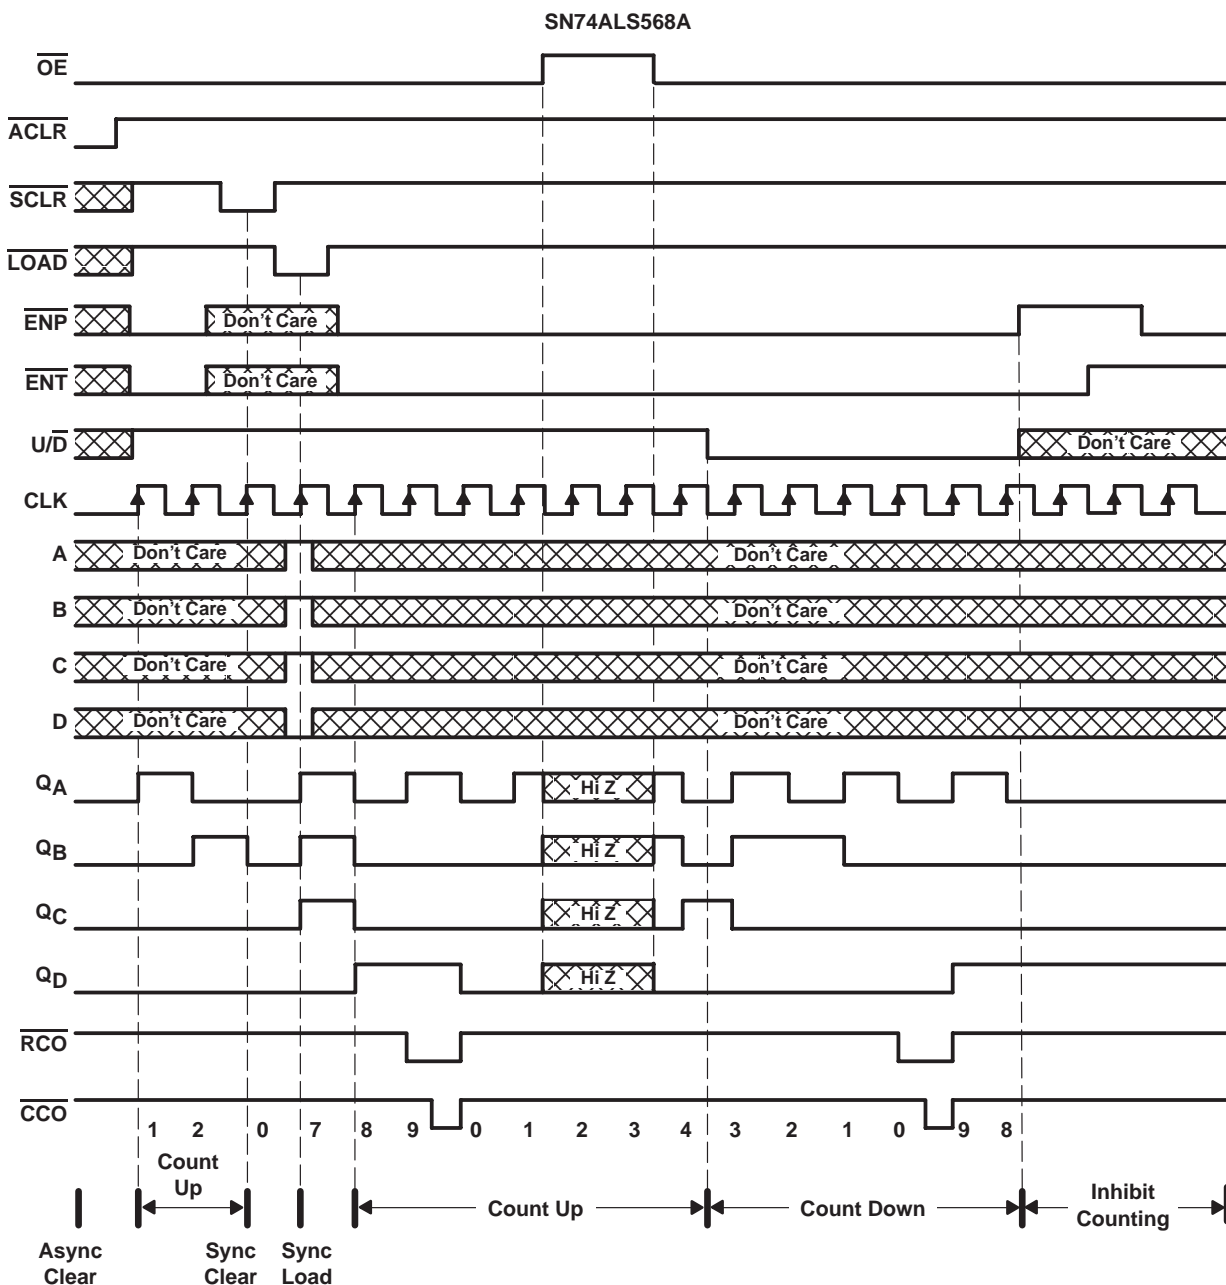 SN74ALS568A
OE
ACLR
SCLR
LOAD
ENP Don't Care
ENT Don't Care
U/D Don't Care
CLK
A Don't Care Don't Care
B Don't Care Don't Care
C Don't Care Don't Care
D Don't Care Don't Care
QA Hi Z
QB Hi Z
QC Hi Z
QD Hi Z
RCO
CCO
1 2 0 7 8 9 0 1 2 3 4 3 2 1 0 9 8
Count
Up
Count Up
Count Down
Inhibit
Counting
Async
Clear
Sync
Clear
Sync
Load